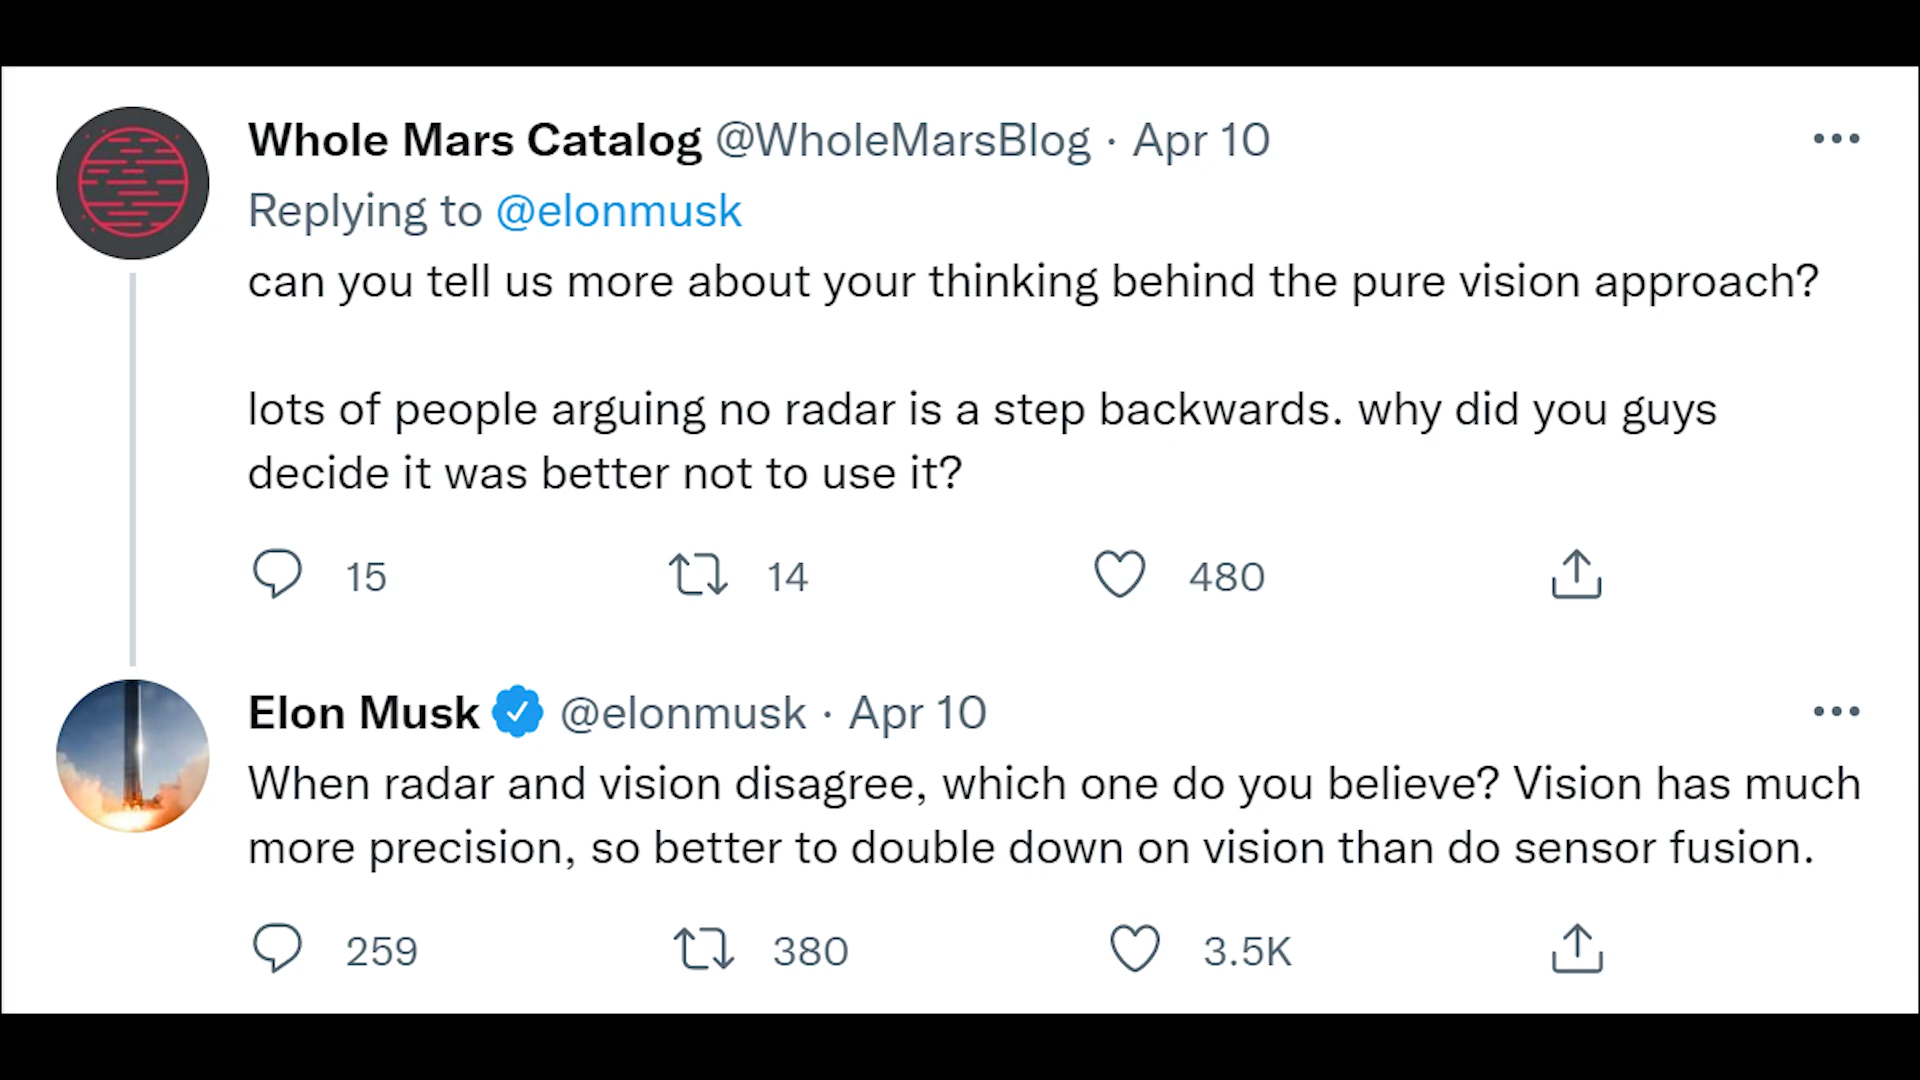 Whole Mars Catalog @WholeMarsBlog · Apr 10
Replying to @elonmusk
can you tell us more about your thinking behind the pure vision approach?
lots of people arguing no radar is a step backwards. why did you guys
decide it was better not to use it?
15 14 480
Elon Musk @elonmusk · Apr 10
When radar and vision disagree, which one do you believe? Vision has much
more precision, so better to double down on vision than do sensor fusion.
259 380 3.5K